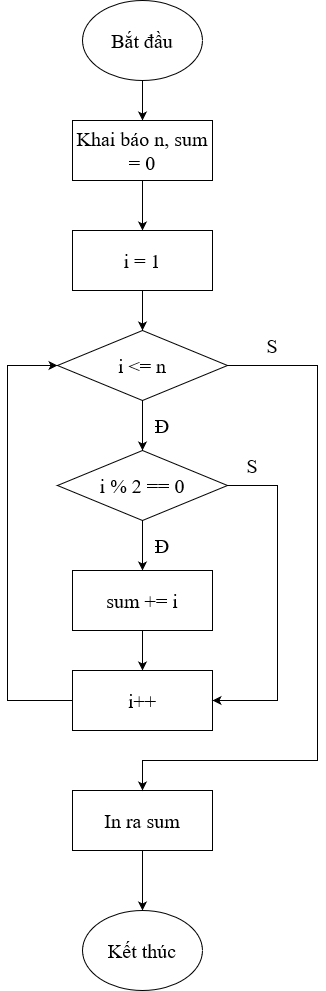 Bắt đầu
Khai báo n, sum
= 0
i = 1
i <= n
S
Đ
i % 2 == 0
S
Đ
sum += i
i++
In ra sum
Kết thúc